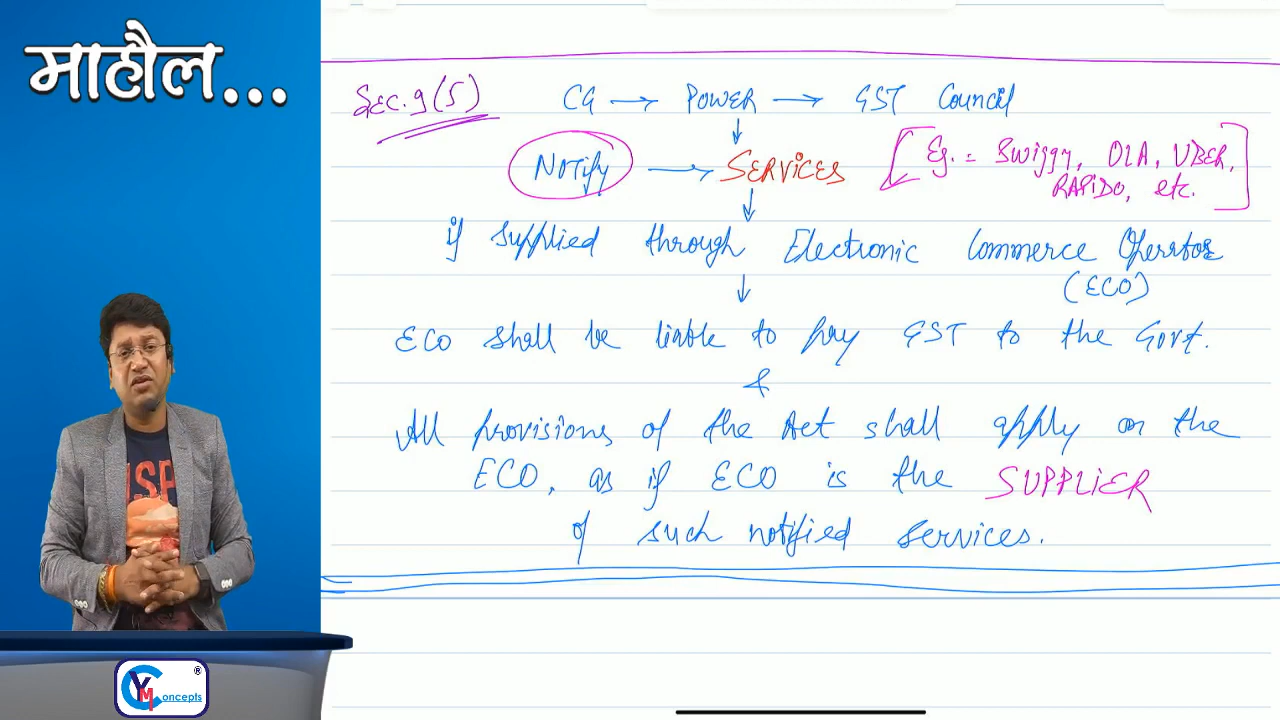 माहौल...
Sec. 9(5) CG → POWER → GST Council
NOTIFY → SERVICES [Eg. = Swiggy, OLA, UBER,
RAPIDO, etc.]
if supplied through Electronic Commerce Operator
(ECO)
ECO shall be liable to pay GST to the Govt.
&
All provisions of the Act shall apply on the
ECO, as if ECO is the SUPPLIER
of such notified services.
CYM oncepts ®